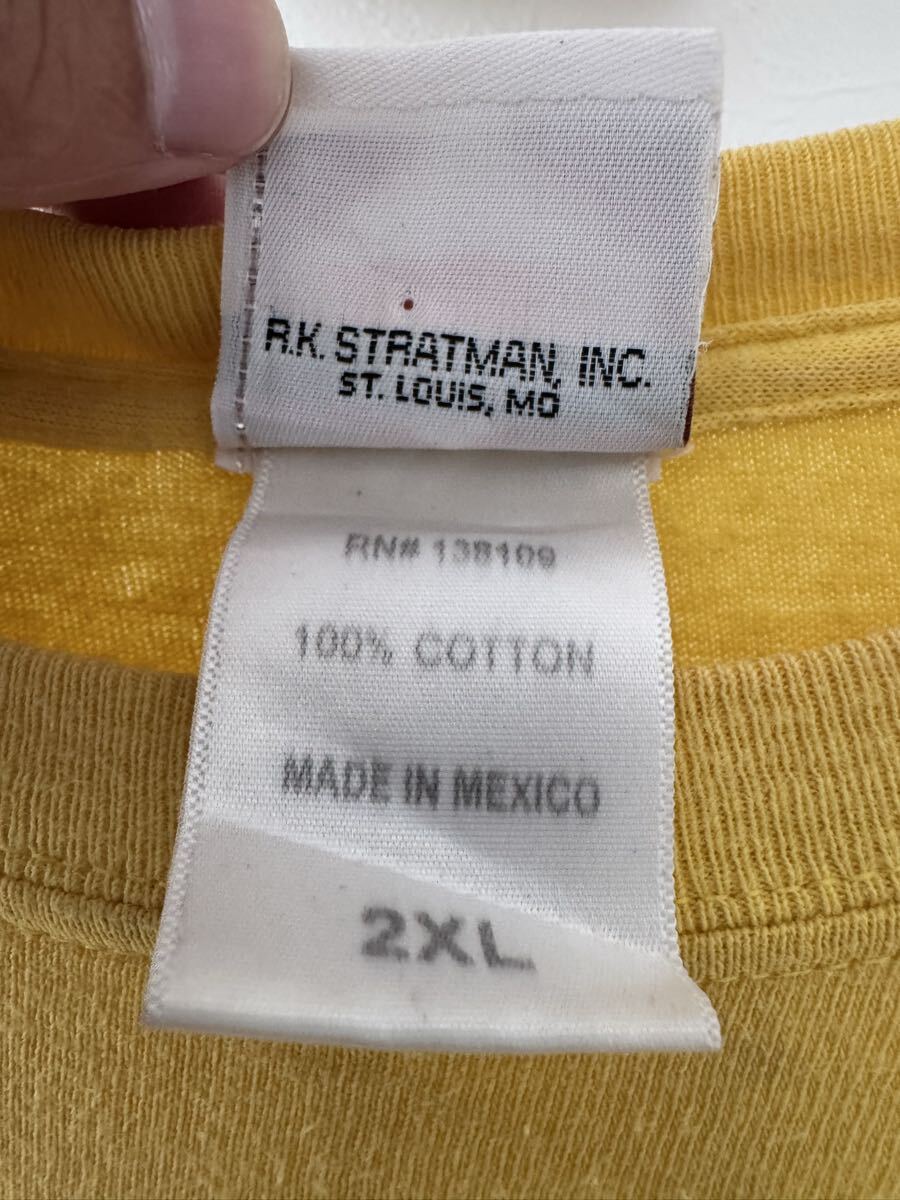 R.K. STRATMAN, INC.
ST. LOUIS, MO
RN# 138109
100% COTTON
MADE IN MEXICO
2XL